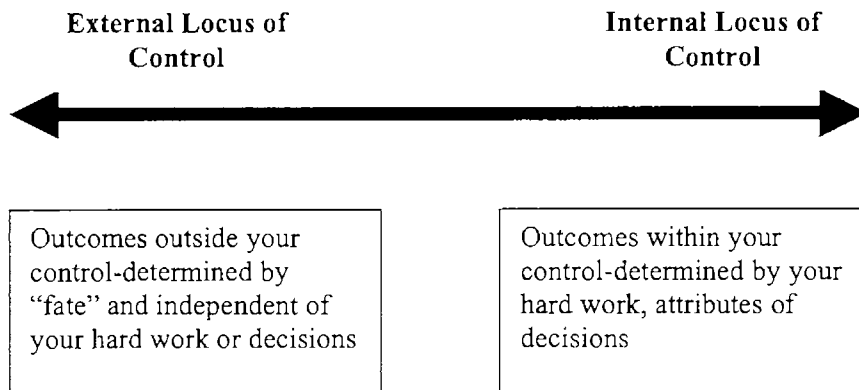 External Locus of
Control
Internal Locus of
Control
Outcomes outside your
control-determined by
“fate” and independent of
your hard work or decisions
Outcomes within your
control-determined by your
hard work, attributes of
decisions